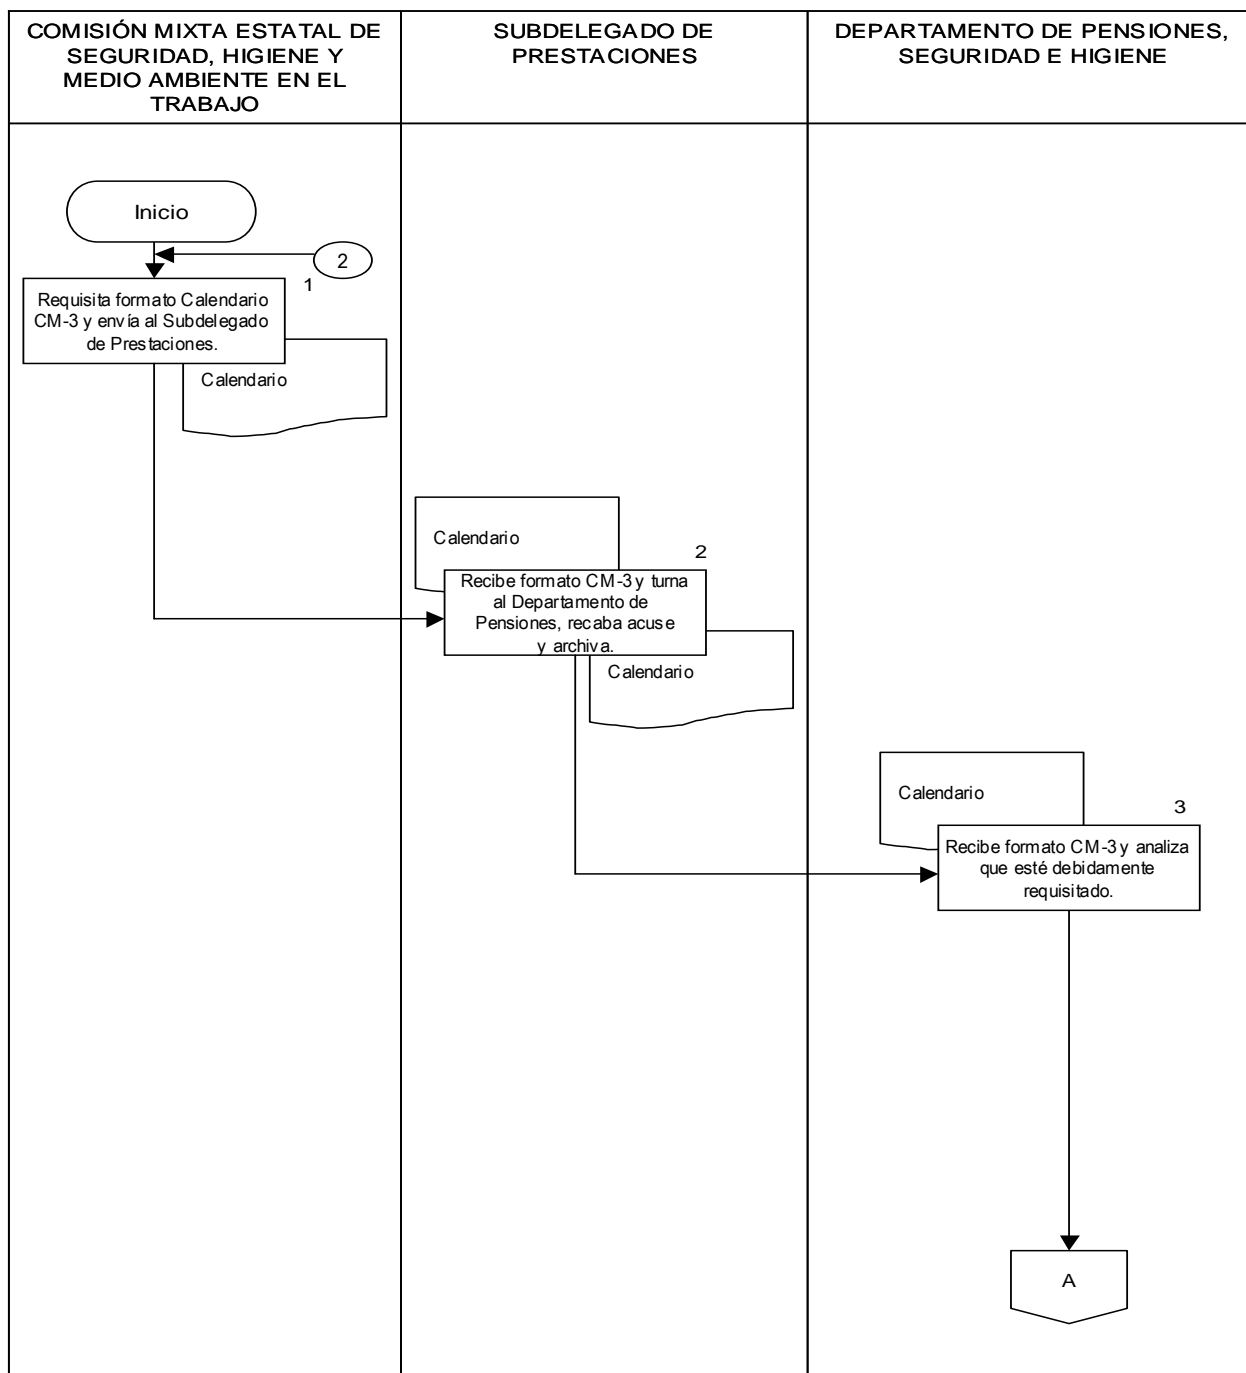 COMISIÓN MIXTA ESTATAL DE
SEGURIDAD, HIGIENE Y
MEDIO AMBIENTE EN EL
TRABAJO
SUBDELEGADO DE
PRESTACIONES
DEPARTAMENTO DE PENSIONES,
SEGURIDAD E HIGIENE
Inicio
2
1
Requisita formato Calendario
CM-3 y envía al Subdelegado
de Prestaciones.
Calendario
Calendario
2
Recibe formato CM-3 y turna
al Departamento de
Pensiones, recaba acuse
y archiva.
Calendario
Calendario
3
Recibe formato CM-3 y analiza
que esté debidamente
requisitado.
A